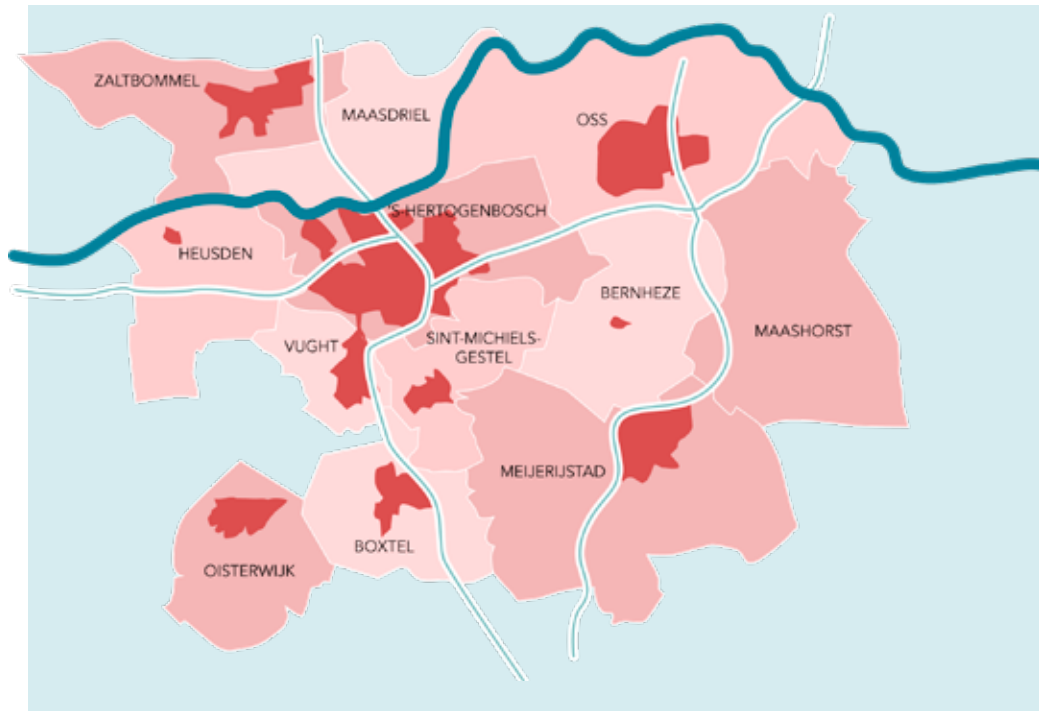 ZALTBOMMEL
MAASDRIEL
OSS
'S-HERTOGENBOSCH
HEUSDEN
BERNHEZE
MAASHORST
VUGHT
SINT-MICHIELS-
GESTEL
MEIJERIJSTAD
BOXTEL
OISTERWIJK